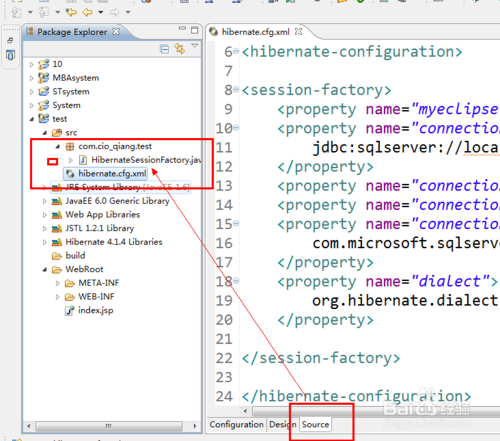 Package Explorer
10
MBAsystem
STsystem
System
test
src
com.cio_qiang.test
HibernateSessionFactory.jav
hibernate.cfg.xml
JRE System Library [JavaSE-1.6]
JavaEE 6.0 Generic Library
Web App Libraries
JSTL 1.2.1 Library
Hibernate 4.1.4 Libraries
build
WebRoot
META-INF
WEB-INF
index.jsp
hibernate.cfg.xml
6 <hibernate-configuration>
7
8 <session-factory>
9 <property name="myeclipse
10 <property name="connection
11 jdbc:sqlserver://loca
12 </property>
13 <property name="connection
14 <property name="connection
15 <property name="connection
16 com.microsoft.sqlserve
17 </property>
18 <property name="dialect">
19 org.hibernate.dialect
20 </property>
21
22 </session-factory>
23
24 </hibernate-configuration>
Configuration Design Source
Baidu 经验